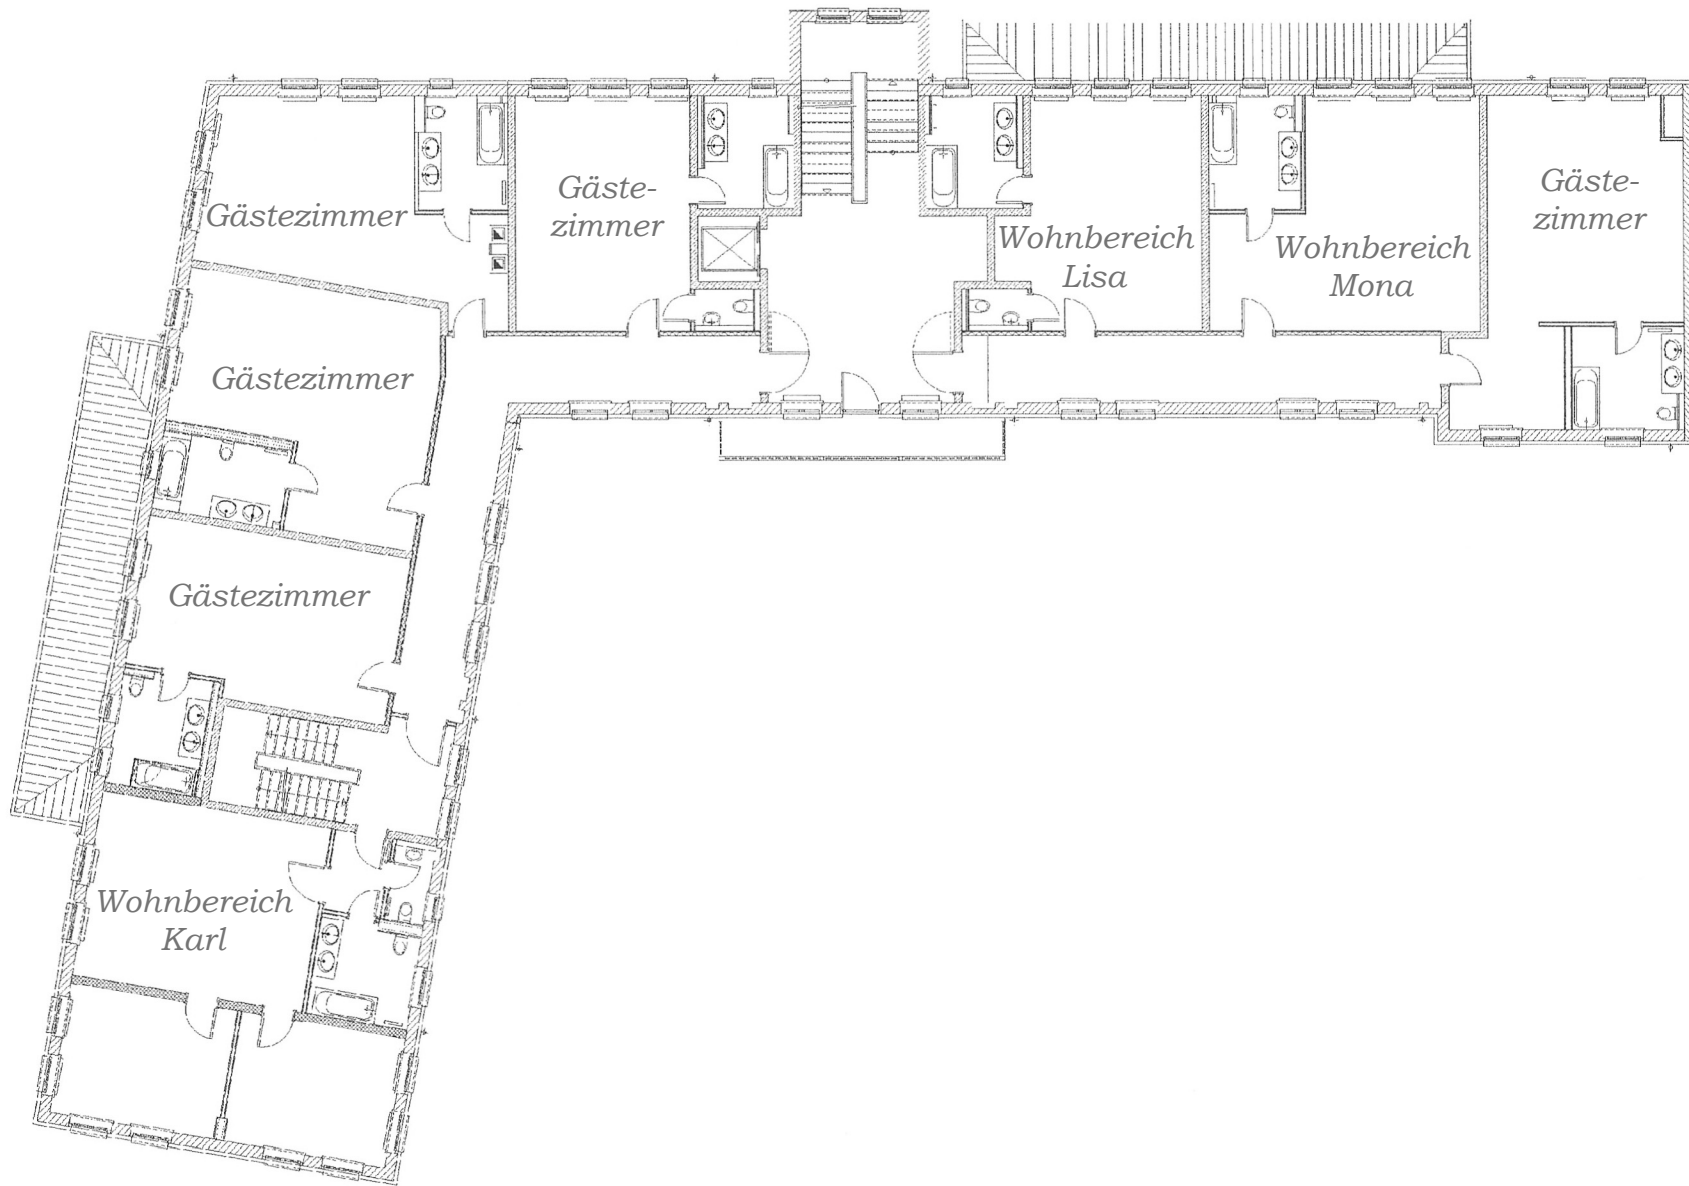 Gästezimmer
Gäste-
zimmer
Wohnbereich
Lisa
Wohnbereich
Mona
Gäste-
zimmer
Gästezimmer
Gästezimmer
Wohnbereich
Karl